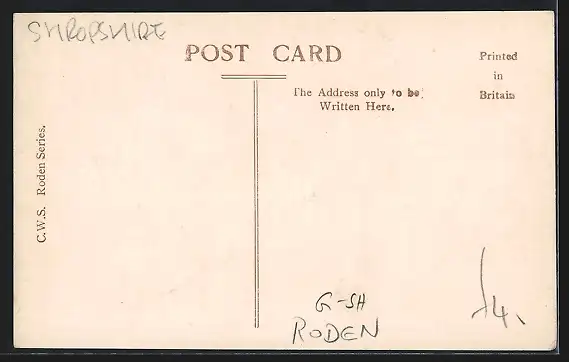 SHROPSHIRE
POST CARD
Printed
in
Britain
The Address only to be
Written Here.
C.W.S. Roden Series.
G-SH
RODEN